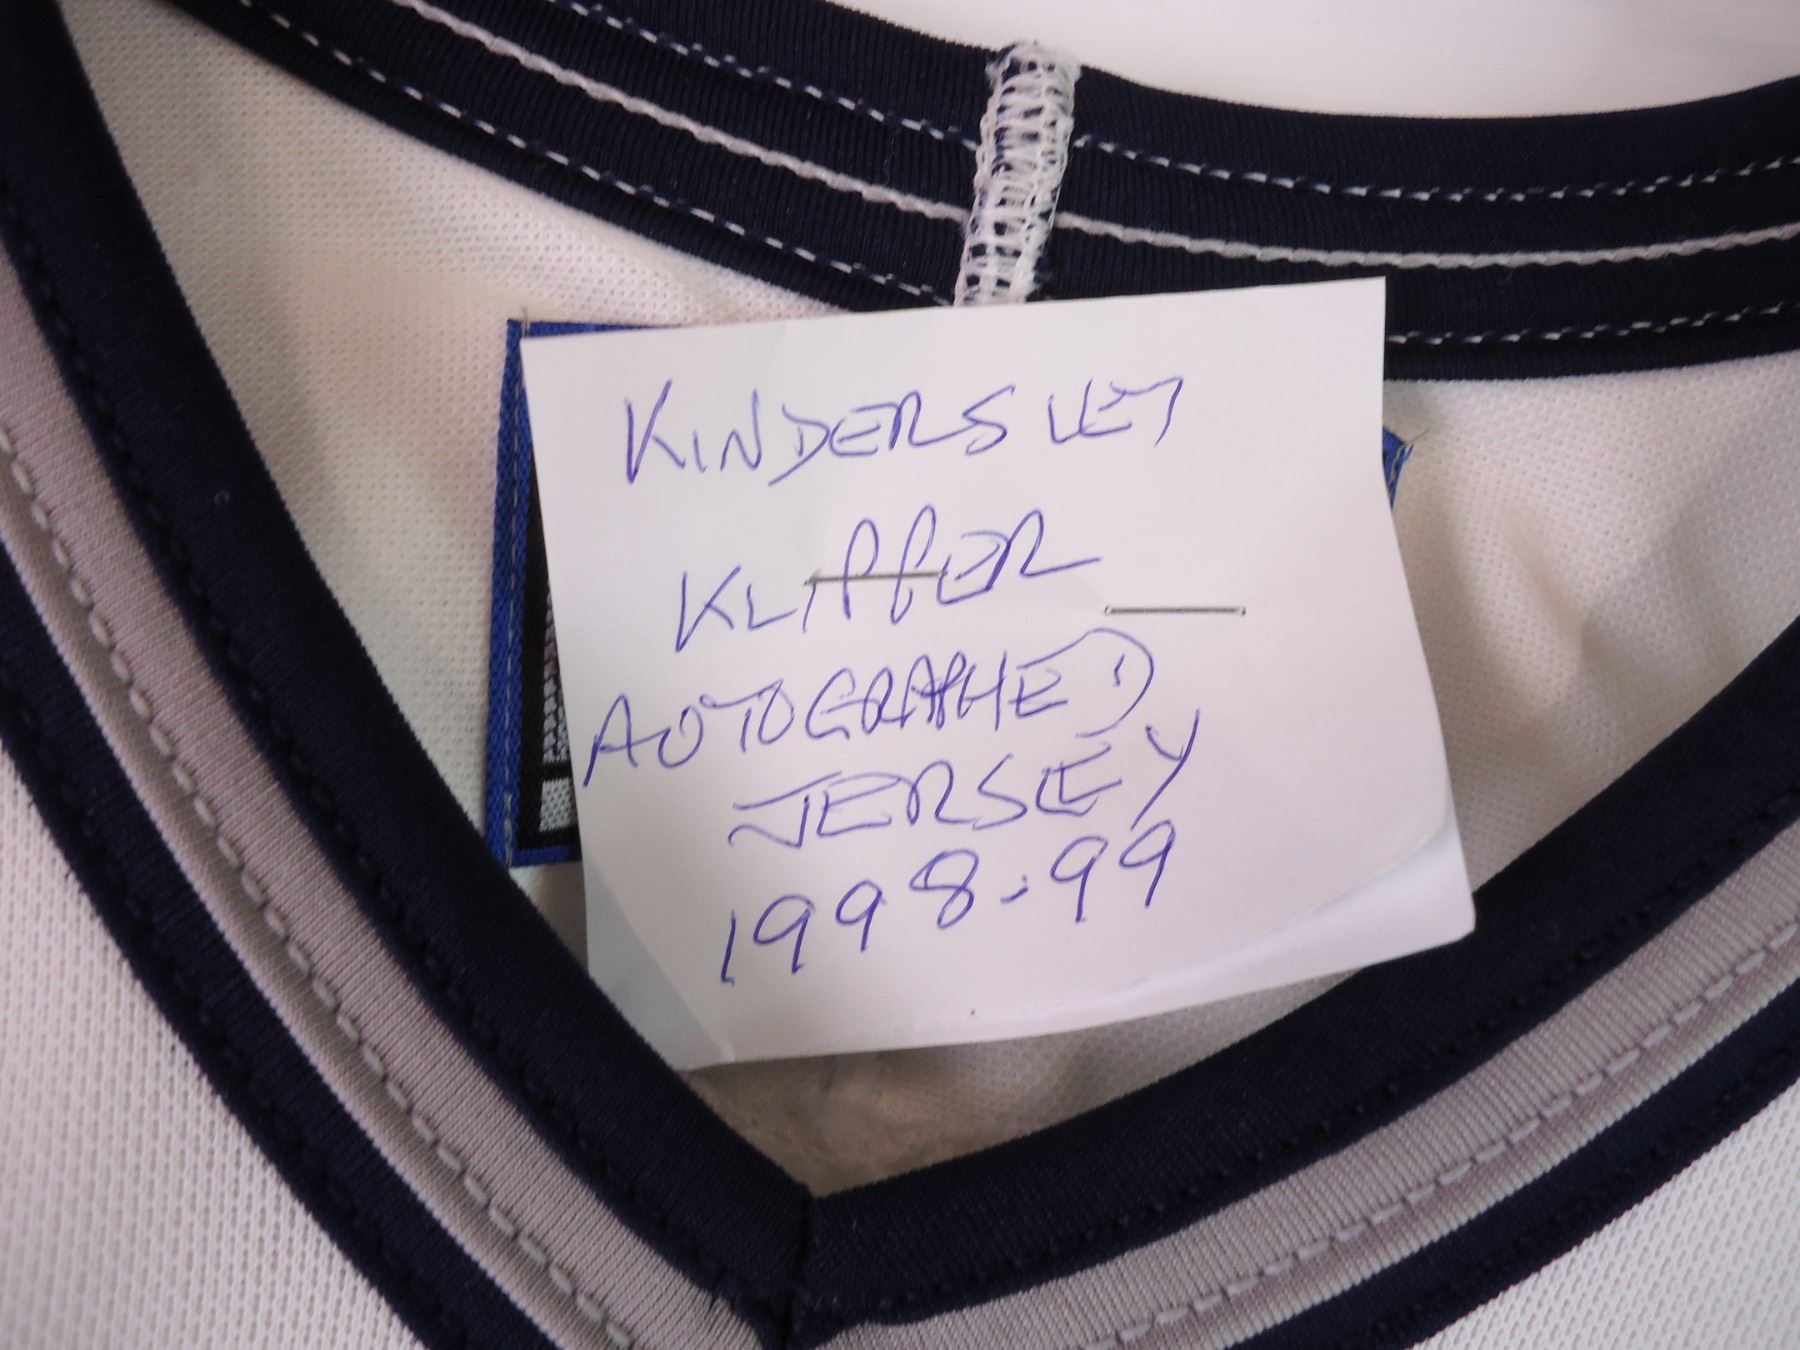 KINDERSLEY
KLIPPER
AUTOGRAPHED
JERSEY
1998-99